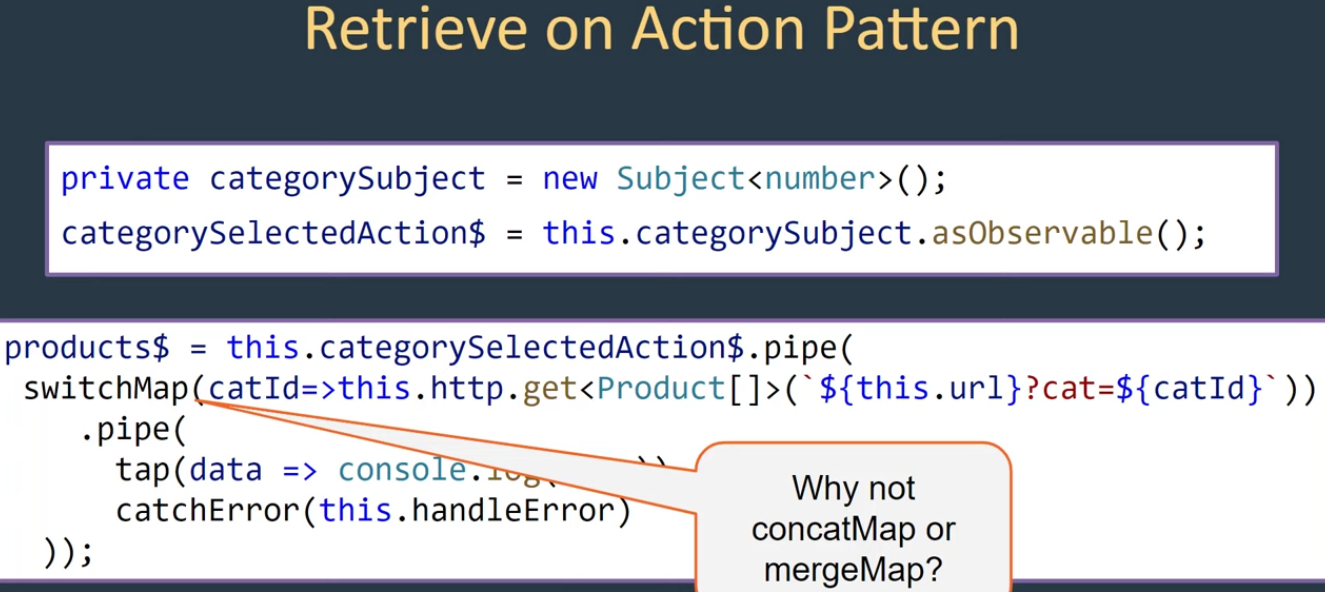 Retrieve on Action Pattern
private categorySubject = new Subject<number>();
categorySelectedAction$ = this.categorySubject.asObservable();
products$ = this.categorySelectedAction$.pipe(
switchMap(catId=>this.http.get<Product[]>(`${this.url}?cat=${catId}`))
.pipe(
tap(data => console.log(
catchError(this.handleError)
));
Why not
concatMap or
mergeMap?